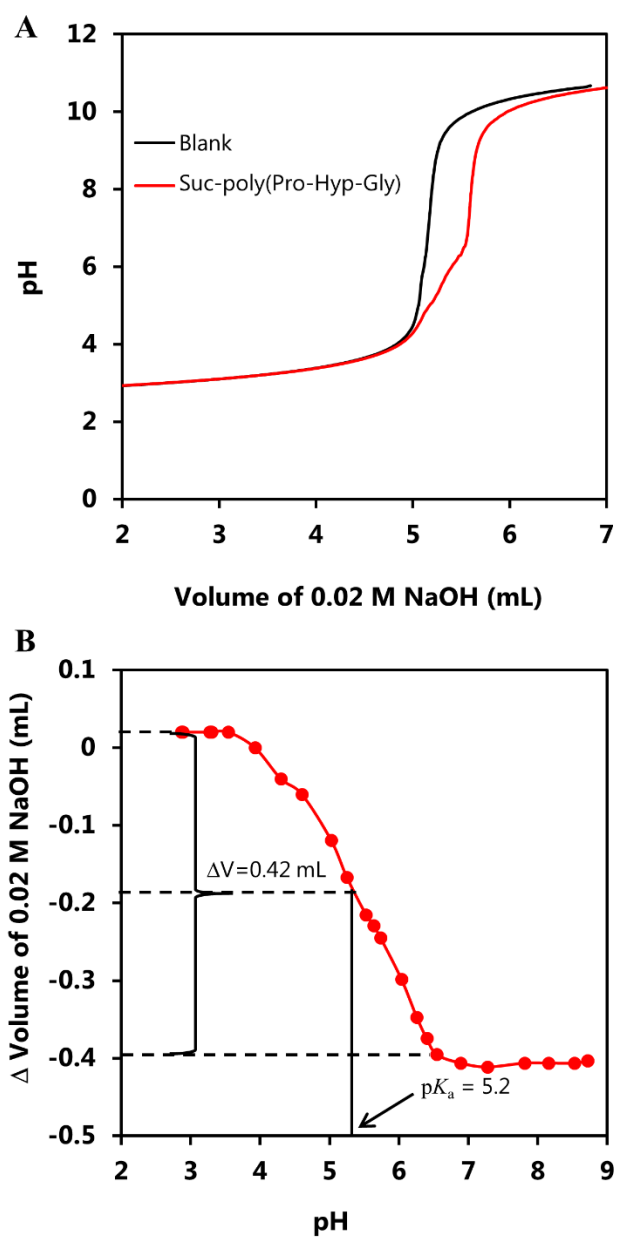 A
pH
12
10
8
6
4
2
0
Blank
Suc-poly(Pro-Hyp-Gly)
2 3 4 5 6 7
Volume of 0.02 M NaOH (mL)
B
Δ Volume of 0.02 M NaOH (mL)
0.1
0
-0.1
-0.2
-0.3
-0.4
-0.5
ΔV=0.42 mL
pKa = 5.2
2 3 4 5 6 7 8 9
pH